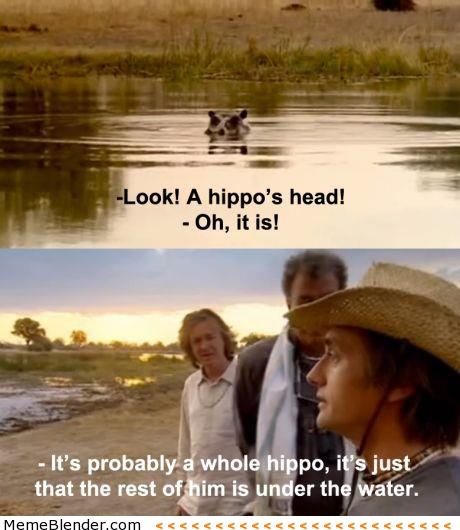 -Look! A hippo's head!
- Oh, it is!
- It's probably a whole hippo, it's just
that the rest of him is under the water.
MemeBlender.com < < < < < < < < < < < < < < < < < < < < < < < <